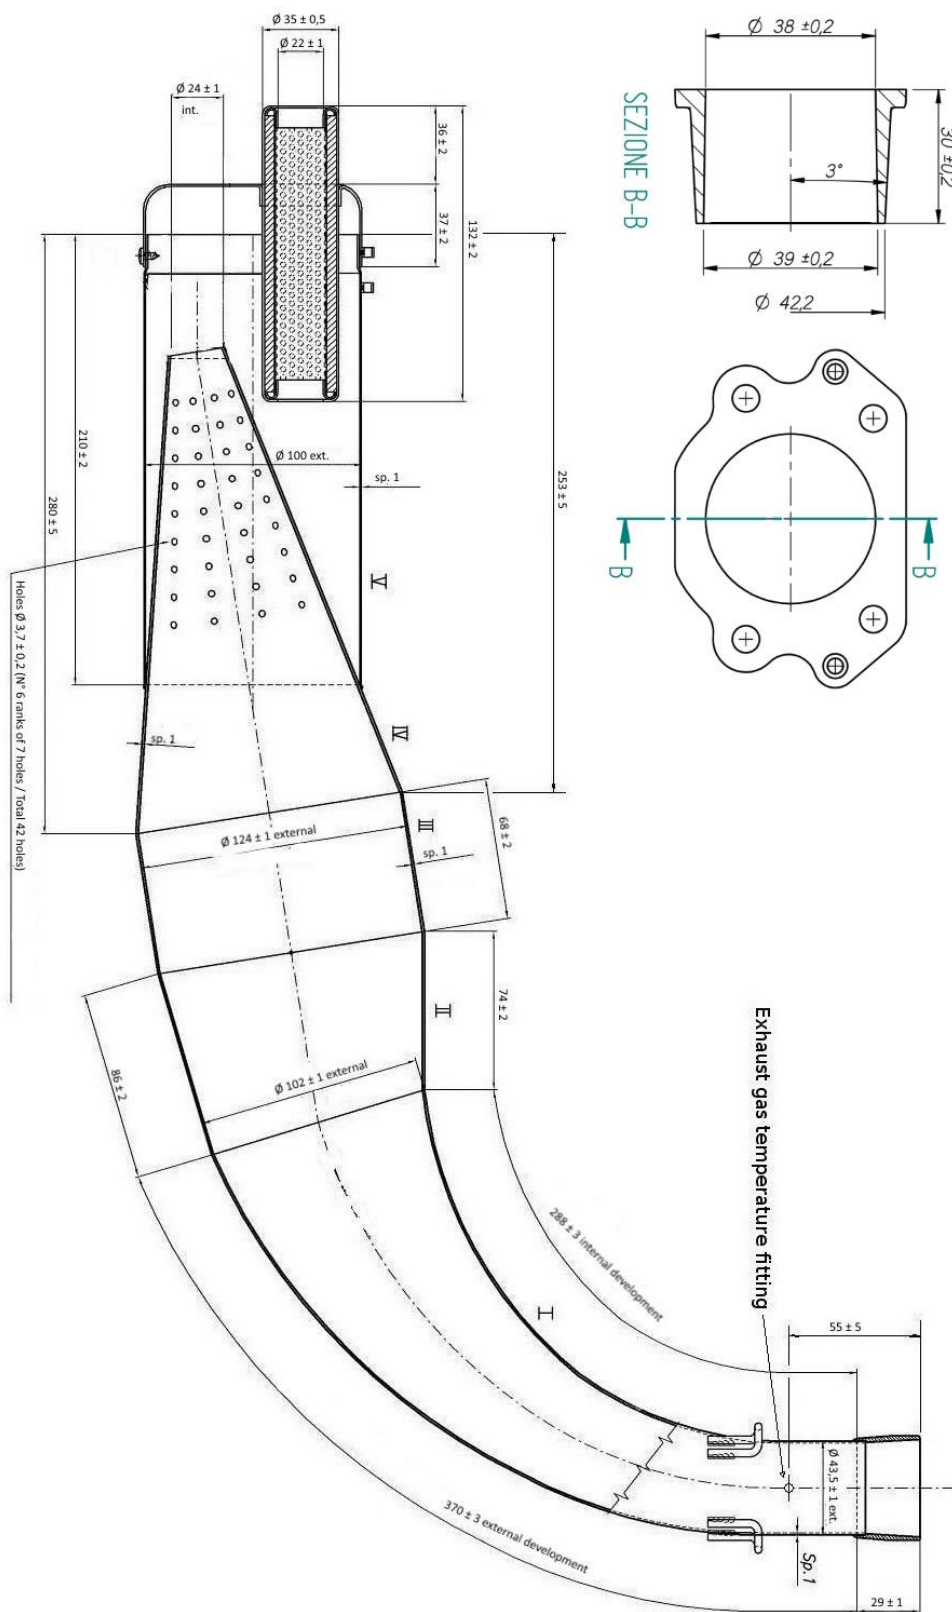 Ø 35 ± 0,5
Ø 22 ± 1
Ø 24 ± 1
int.
36 ± 2
37 ± 2
132 ± 2
Ø 38 ±0,2
30 ±0,2
3°
SEZIONE B-B
Ø 39 ±0,2
Ø 42,2
B
B
210 ± 2
280 ± 5
Ø 100 ext.
sp. 1
253 ± 5
V
Holes Ø 3,7 ± 0,2 (N° 6 ranks of 7 holes / Total 42 holes)
sp. 1
IV
III
Ø 124 ± 1 external
sp. 1
68 ± 2
II
74 ± 2
Ø 102 ± 1 external
86 ± 2
Exhaust gas temperature fitting
288 ± 3 internal development
I
55 ± 5
Ø 43,5 ± 1 ext.
370 ± 3 external development
Sp. 1
29 ± 1